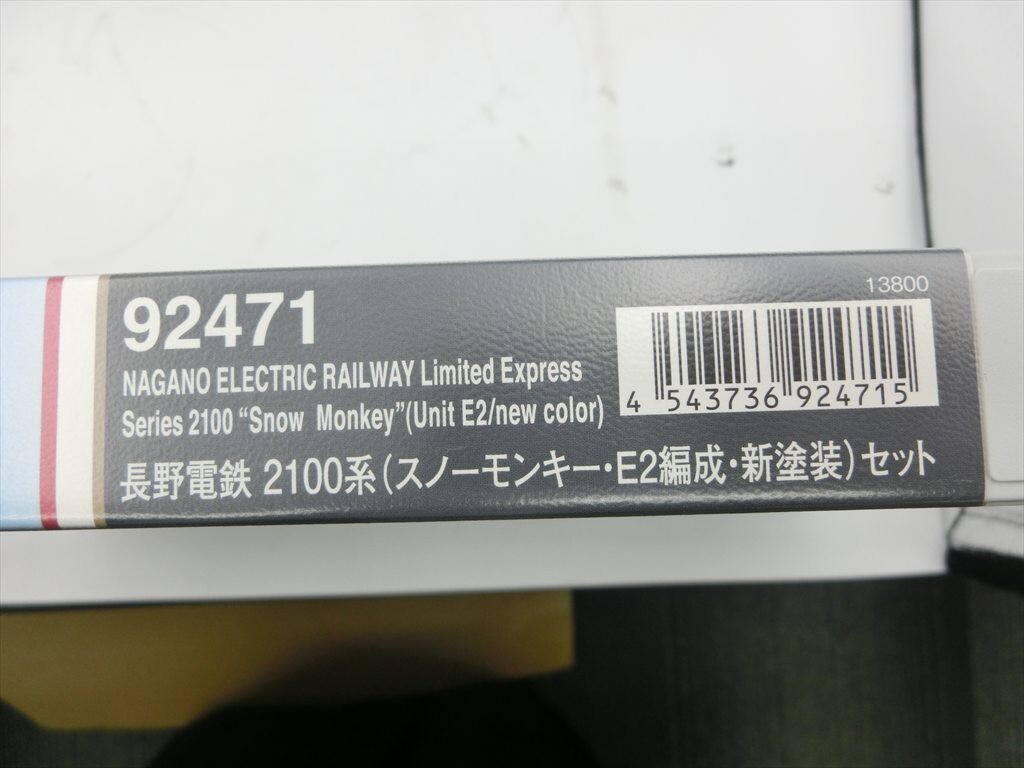 92471
13800
NAGANO ELECTRIC RAILWAY Limited Express
Series 2100 “Snow Monkey”(Unit E2/new color)
4 543736 924715
長野電鉄 2100系(スノーモンキー・E2編成・新塗装)セット